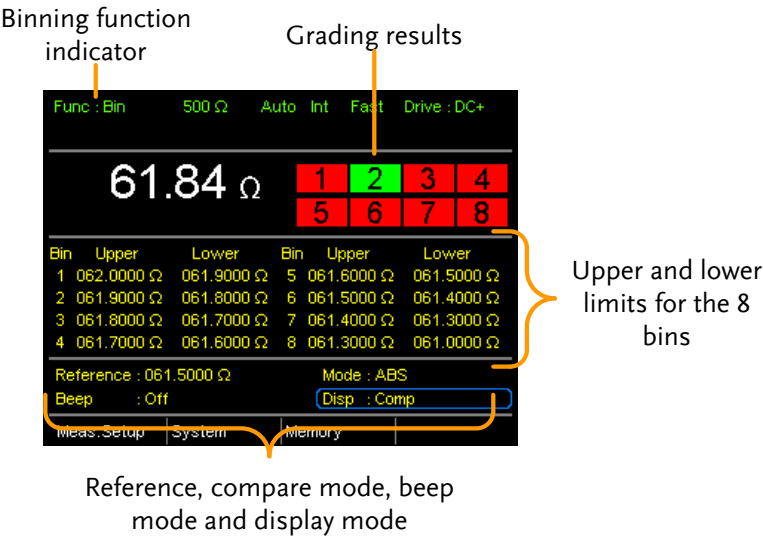 Binning function
indicator
Grading results
Func : Bin 500 Ω Auto Int Fast Drive : DC+
61.84 Ω
1 2 3 4
5 6 7 8
Bin Upper Lower Bin Upper Lower
1 062.0000 Ω 061.9000 Ω 5 061.6000 Ω 061.5000 Ω
2 061.9000 Ω 061.8000 Ω 6 061.5000 Ω 061.4000 Ω
3 061.8000 Ω 061.7000 Ω 7 061.4000 Ω 061.3000 Ω
4 061.7000 Ω 061.6000 Ω 8 061.3000 Ω 061.0000 Ω
Upper and lower
limits for the 8
bins
Reference : 061.5000 Ω Mode : ABS
Beep : Off Disp : Comp
Meas.Setup System Memory
Reference, compare mode, beep
mode and display mode